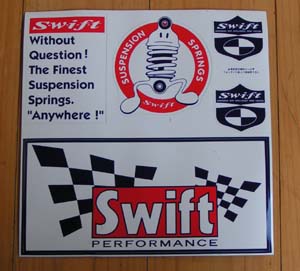 Swift
Without
Question!
The Finest
Suspension
Springs.
"Anywhere!"
SUSPENSION
SPRINGS
Swift
Swift
Swift
Swift
PERFORMANCE